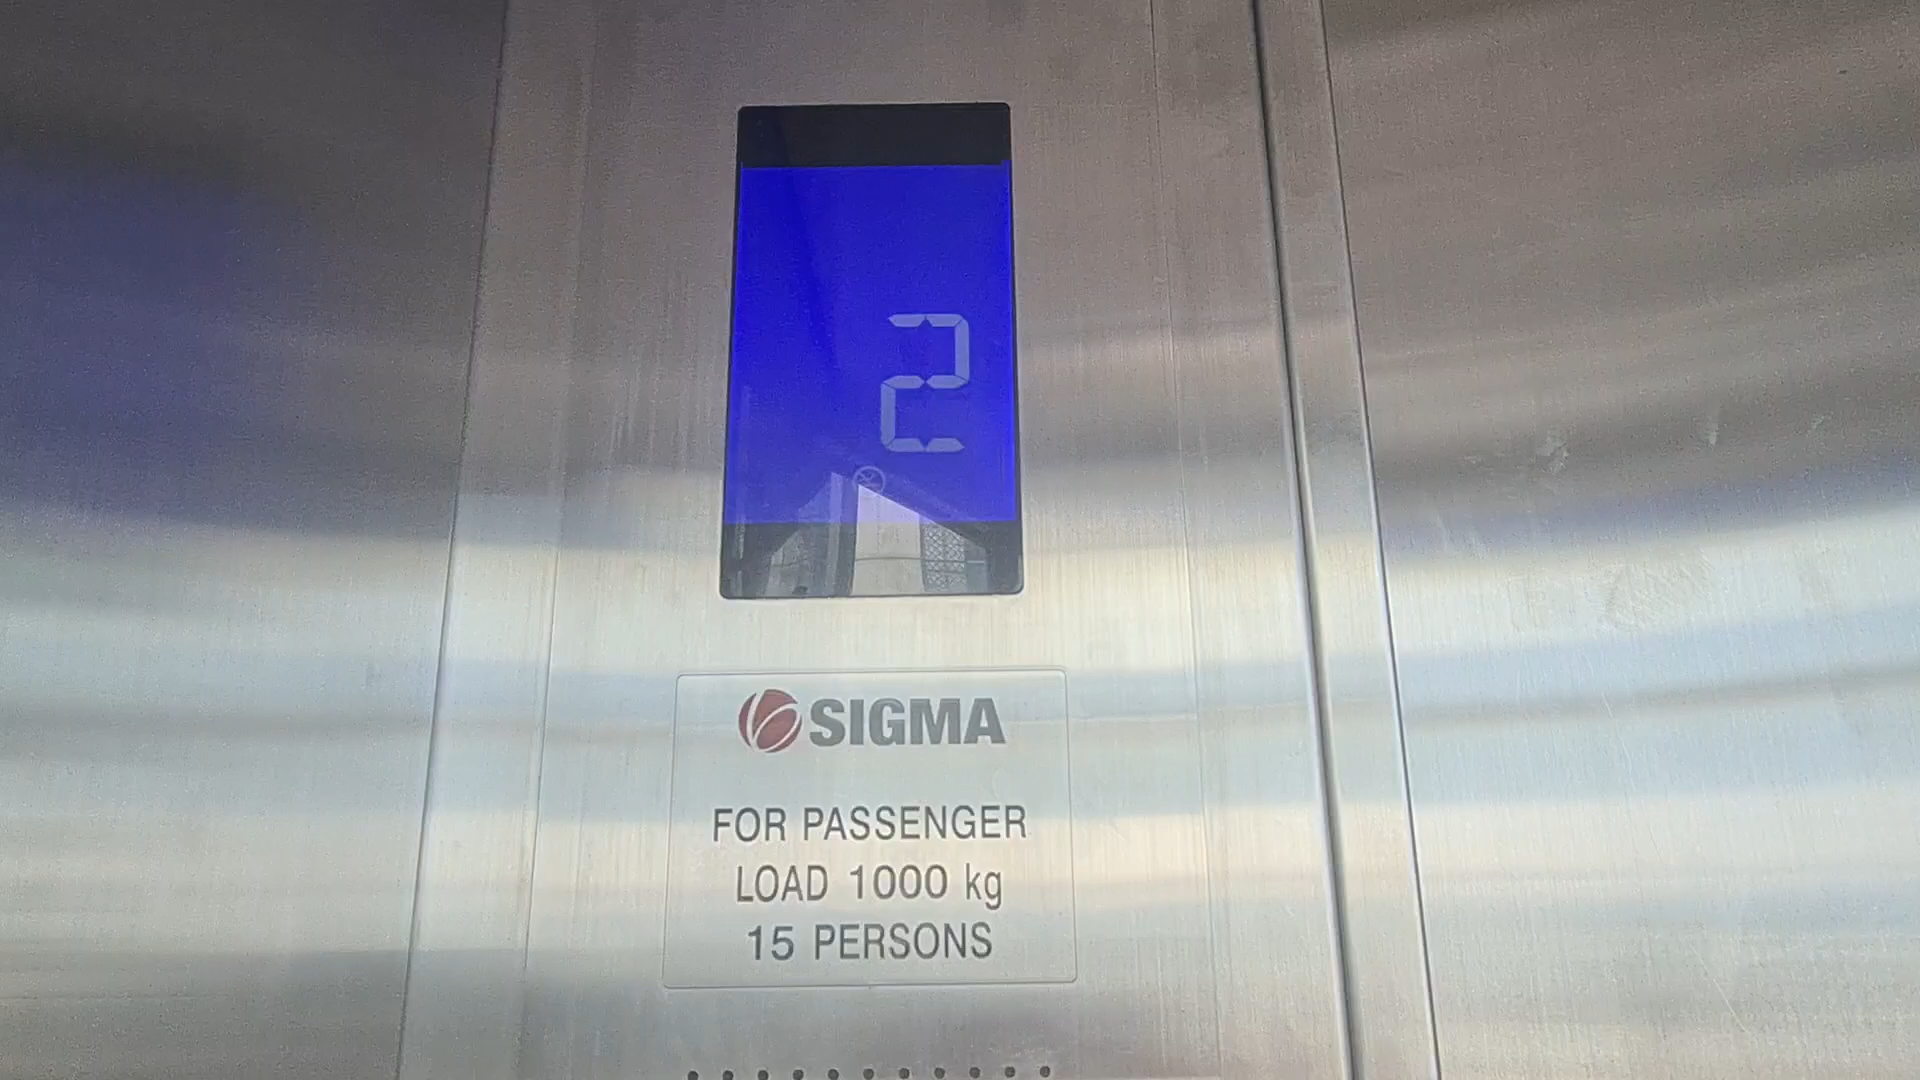 2
SIGMA
FOR PASSENGER
LOAD 1000 kg
15 PERSONS